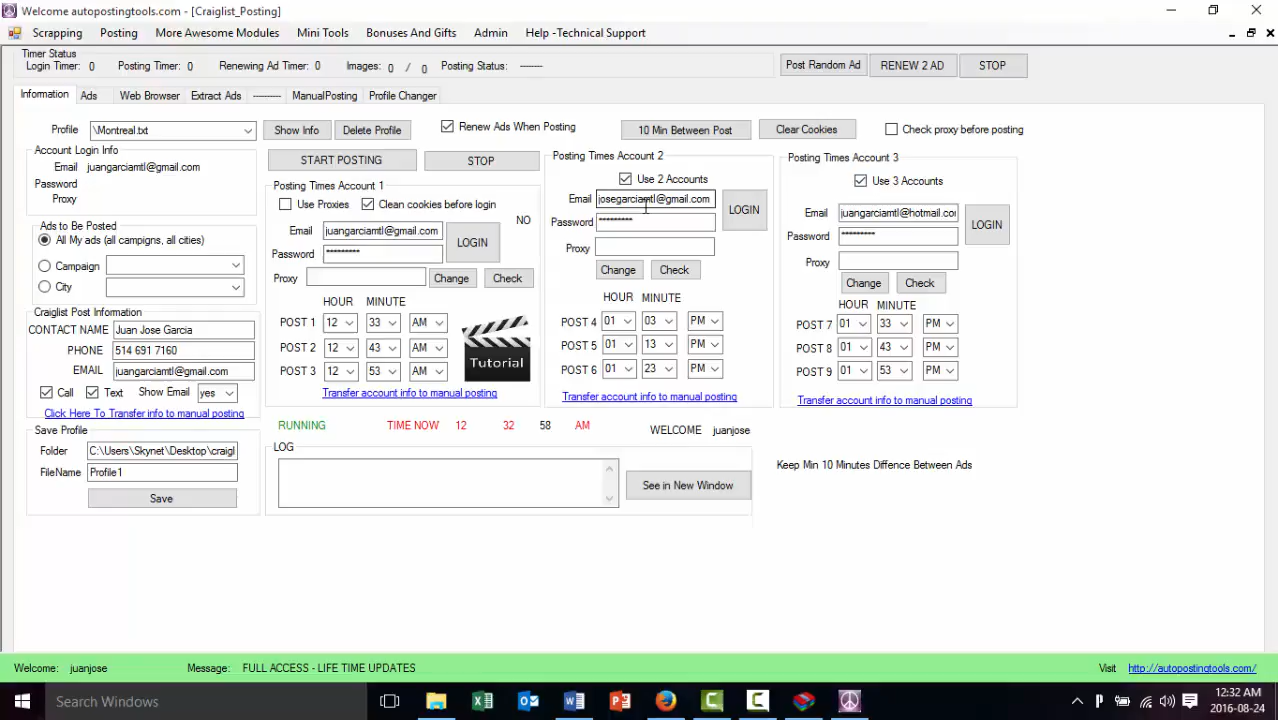 Welcome autopostingtools.com - [Craiglist_Posting]
Scrapping Posting More Awesome Modules Mini Tools Bonuses And Gifts Admin Help -Technical Support
Timer Status
Login Timer: 0 Posting Timer: 0 Renewing Ad Timer: 0 Images: 0 / 0 Posting Status: -------
Post Random Ad RENEW 2 AD STOP
Information Ads Web Browser Extract Ads --------- ManualPosting Profile Changer
Profile \Montreal.txt Show Info Delete Profile Renew Ads When Posting 10 Min Between Post Clear Cookies Check proxy before posting
Account Login Info
Email juangarciamtl@gmail.com
Password
Proxy
Ads to be Posted
All My ads (all campigns, all cities)
Campaign
City
Craiglist Post Information
CONTACT NAME Juan Jose Garcia
PHONE 514 691 7160
EMAIL juangarciamtl@gmail.com
Call Text Show Email yes
Click Here To Transfer info to manual posting
Save Profile
Folder C:\Users\Skynet\Desktop\craigl
FileName Profile1
Save
START POSTING STOP
Posting Times Account 1
Use Proxies Clean cookies before login NO
Email juangarciamtl@gmail.com LOGIN
Password *********
Proxy Change Check
HOUR MINUTE
POST 1 12 33 AM
POST 2 12 43 AM
POST 3 12 53 AM
Tutorial
Transfer account info to manual posting
Posting Times Account 2
Use 2 Accounts
Email josegarciamtl@gmail.com LOGIN
Password *********
Proxy
Change Check
HOUR MINUTE
POST 4 01 03 PM
POST 5 01 13 PM
POST 6 01 23 PM
Transfer account info to manual posting
Posting Times Account 3
Use 3 Accounts
Email juangarciamtl@hotmail.co LOGIN
Password *********
Proxy
Change Check
HOUR MINUTE
POST 7 01 33 PM
POST 8 01 43 PM
POST 9 01 53 PM
Transfer account info to manual posting
RUNNING TIME NOW 12 32 58 AM WELCOME juanjose
LOG
See in New Window
Keep Min 10 Minutes Diffence Between Ads
Welcome: juanjose Message: FULL ACCESS - LIFE TIME UPDATES Visit http://autopostingtools.com/
Search Windows
12:32 AM
2016-08-24